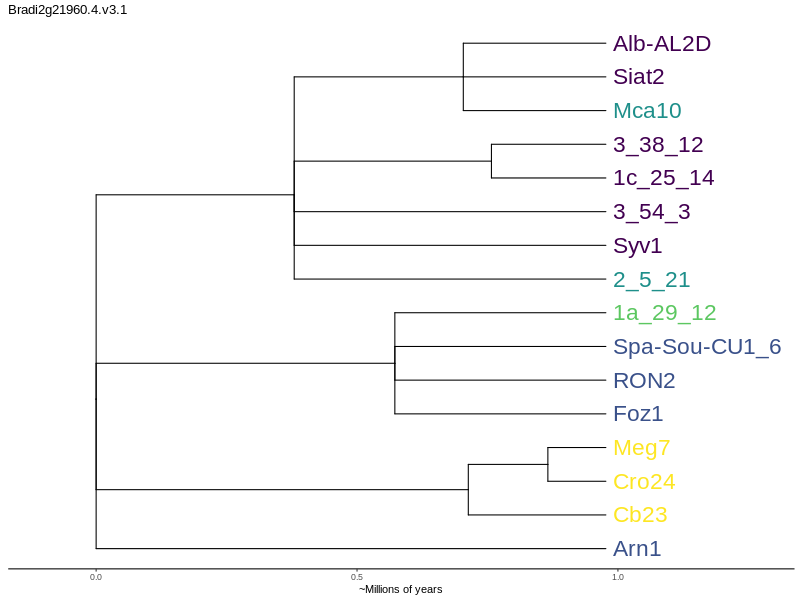 Bradi2g21960.4.v3.1
Alb-AL2D
Siat2
Mca10
3_38_12
1c_25_14
3_54_3
Syv1
2_5_21
1a_29_12
Spa-Sou-CU1_6
RON2
Foz1
Meg7
Cro24
Cb23
Arn1
0.0 0.5 1.0
~Millions of years